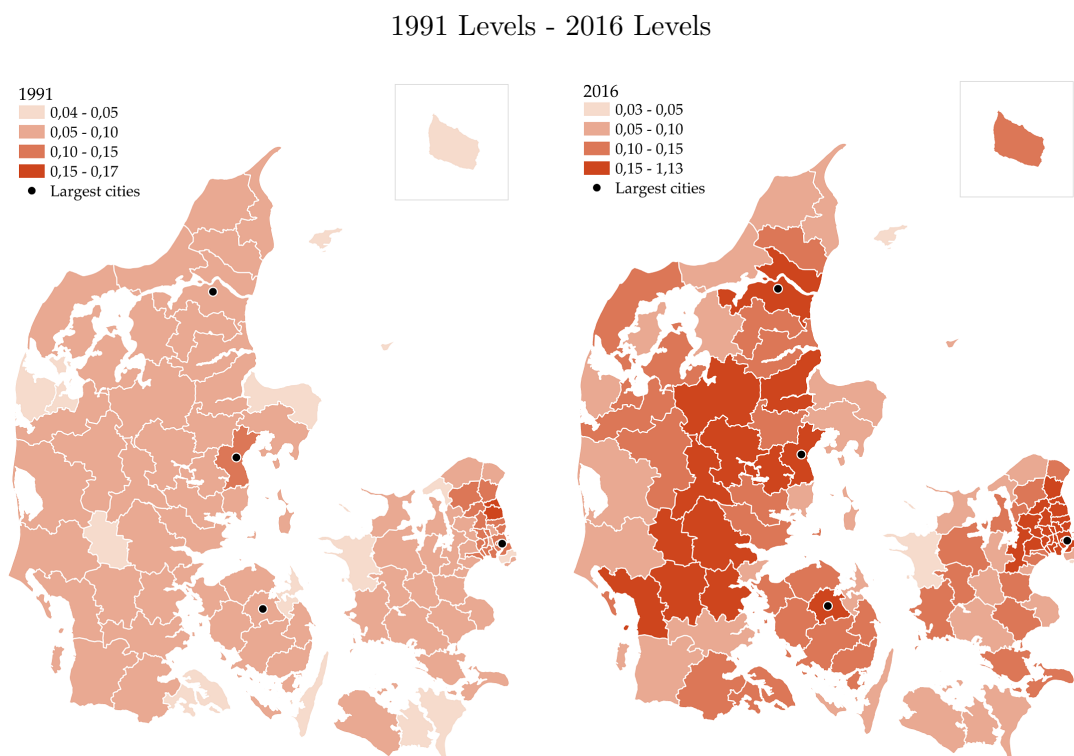 1991 Levels - 2016 Levels
1991
0,04 - 0,05
0,05 - 0,10
0,10 - 0,15
0,15 - 0,17
Largest cities
2016
0,03 - 0,05
0,05 - 0,10
0,10 - 0,15
0,15 - 1,13
Largest cities